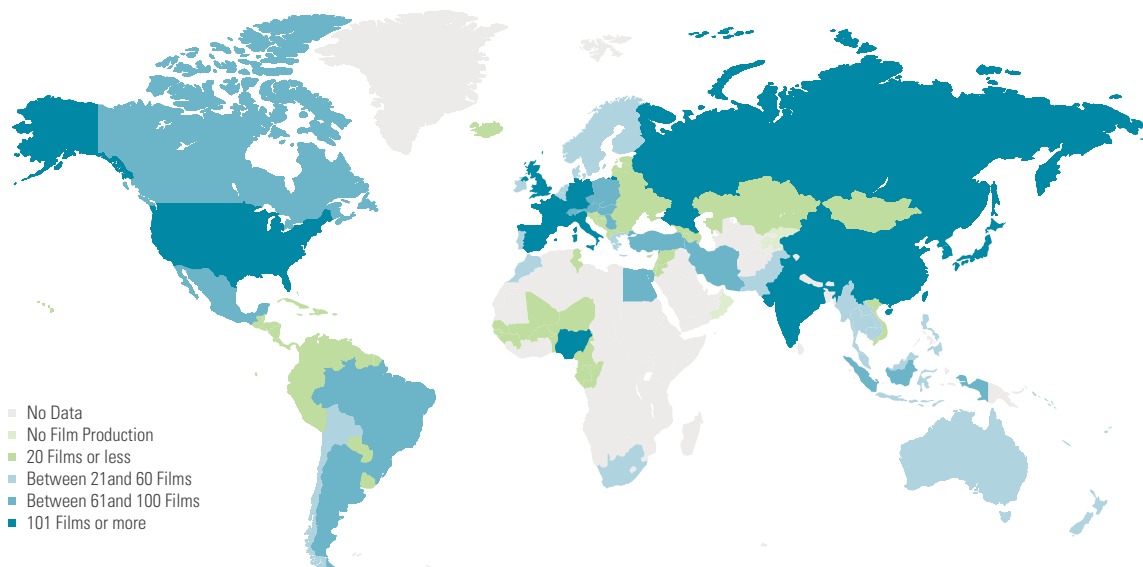 No Data
No Film Production
20 Films or less
Between 21and 60 Films
Between 61and 100 Films
101 Films or more